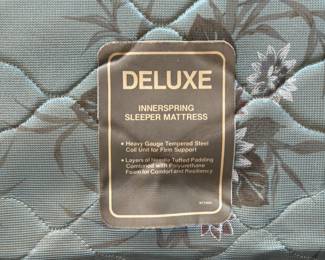 DELUXE
INNERSPRING
SLEEPER MATTRESS
• Heavy Gauge Tempered Steel
Coil Unit for Firm Support
• Layers of Needle Tufted Padding
Combined with Polyurethane
Foam for Comfort and Resiliency